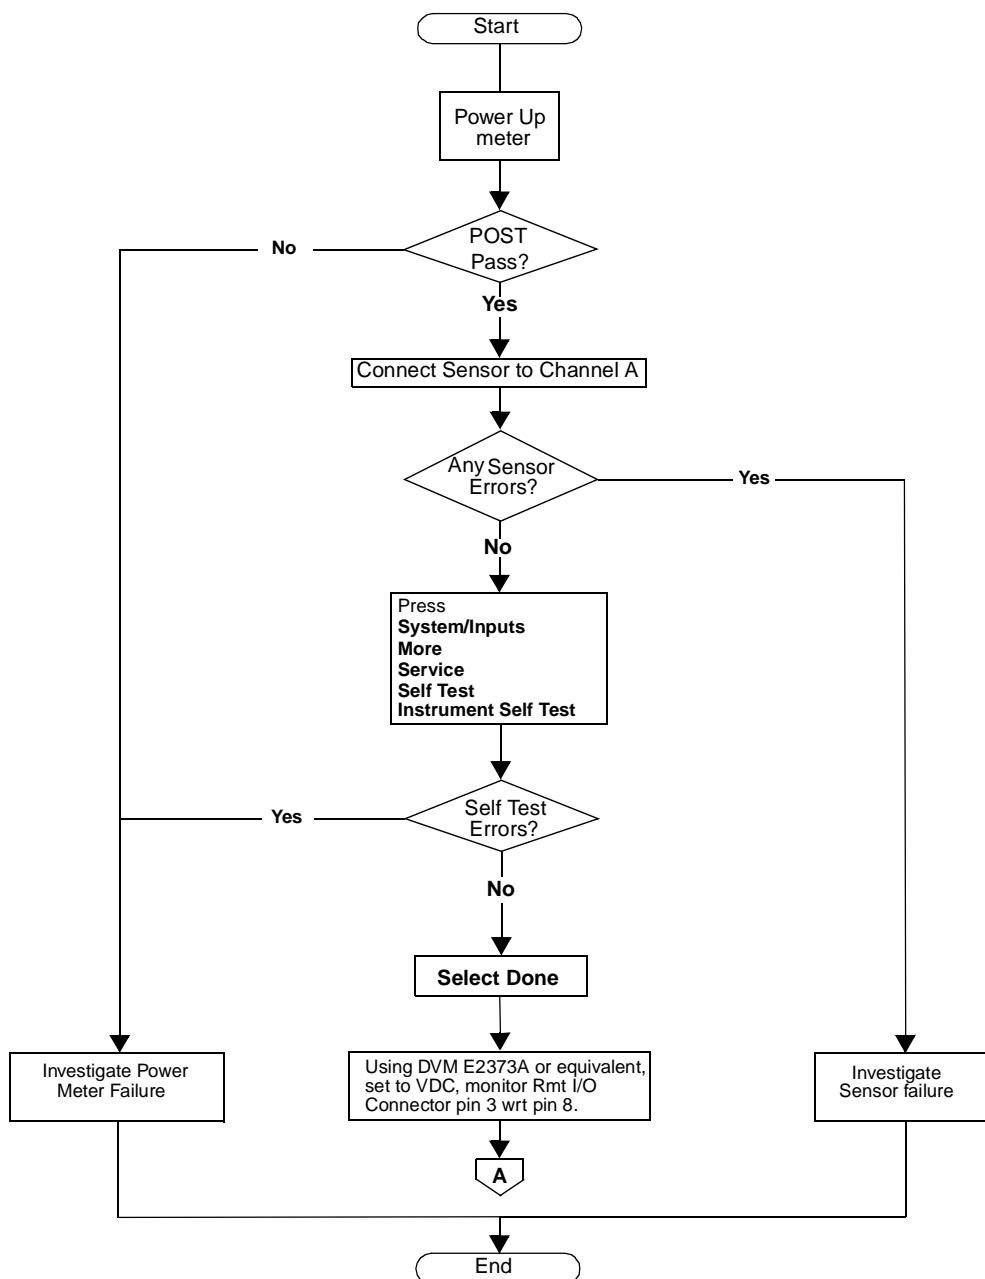 Start
Power Up
meter
POST
Pass?
No
Yes
Connect Sensor to Channel A
Any Sensor
Errors?
Yes
No
Press
System/Inputs
More
Service
Self Test
Instrument Self Test
Self Test
Errors?
Yes
No
Select Done
Investigate Power
Meter Failure
Using DVM E2373A or equivalent,
set to VDC, monitor Rmt I/O
Connector pin 3 wrt pin 8.
Investigate
Sensor failure
A
End